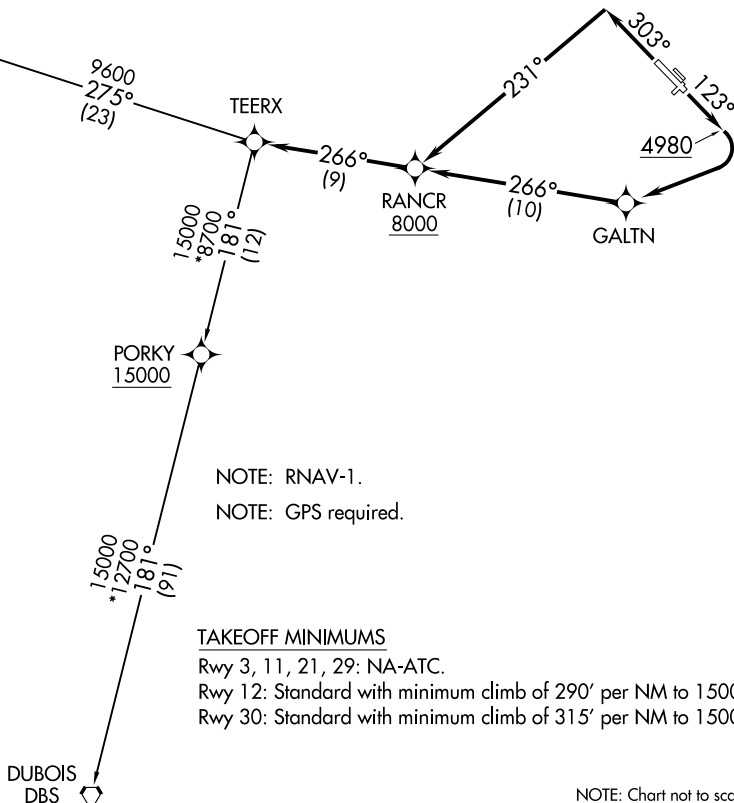 303°
9600
275°
(23)
TEERX
231°
123°
4980
266°
(9)
RANCR
8000
266°
(10)
GALTN
15000
*8700
181°
(12)
PORKY
15000
NOTE: RNAV-1.
NOTE: GPS required.
15000
*12700
181°
(91)
TAKEOFF MINIMUMS
Rwy 3, 11, 21, 29: NA-ATC.
Rwy 12: Standard with minimum climb of 290' per NM to 1500
Rwy 30: Standard with minimum climb of 315' per NM to 1500
DUBOIS
DBS
NOTE: Chart not to sca